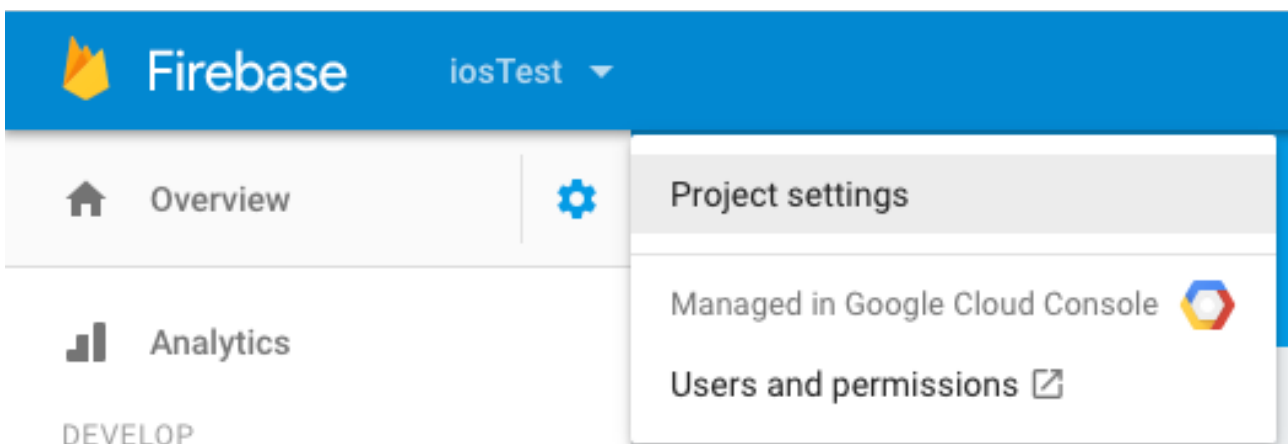 Firebase iosTest
Overview
Project settings
Managed in Google Cloud Console
Analytics
Users and permissions
DEVELOP